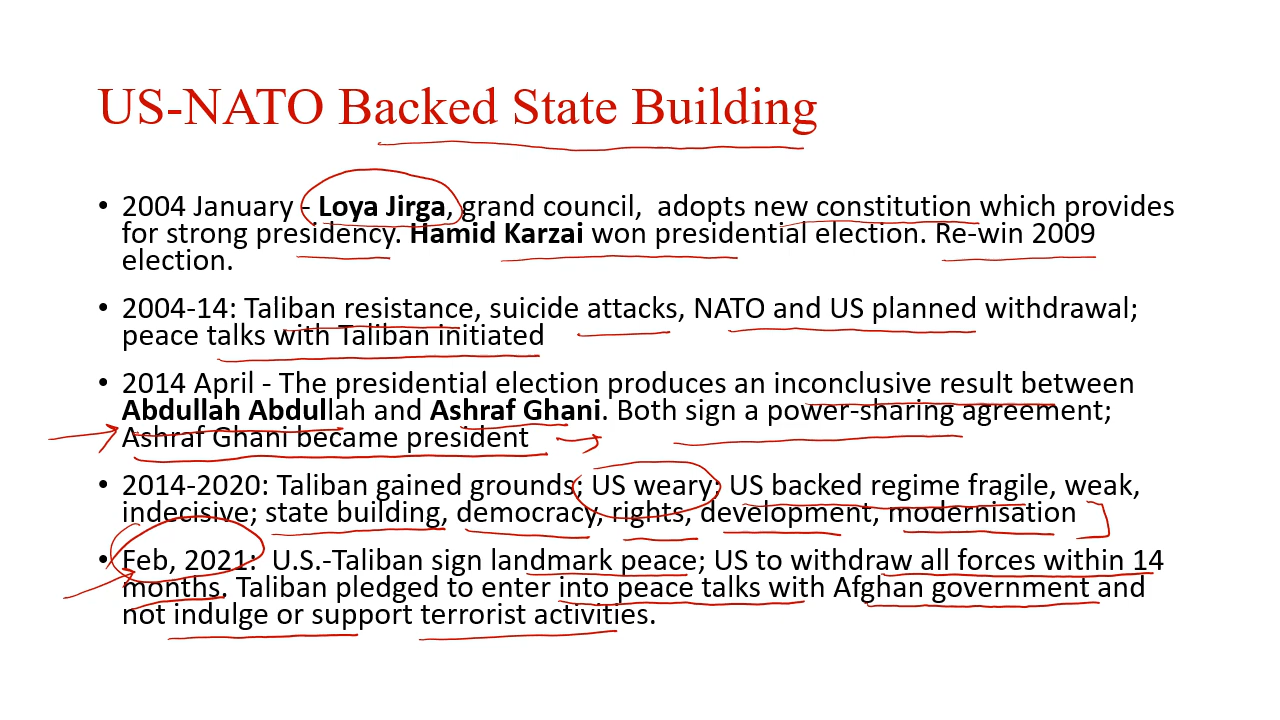 US-NATO Backed State Building
• 2004 January - Loya Jirga, grand council,  adopts new constitution which provides
for strong presidency. Hamid Karzai won presidential election. Re-win 2009
election.
• 2004-14: Taliban resistance, suicide attacks, NATO and US planned withdrawal;
peace talks with Taliban initiated
• 2014 April - The presidential election produces an inconclusive result between
Abdullah Abdullah and Ashraf Ghani. Both sign a power-sharing agreement;
Ashraf Ghani became president
• 2014-2020: Taliban gained grounds; US weary; US backed regime fragile, weak,
indecisive; state building, democracy, rights, development, modernisation
• Feb, 2021:  U.S.-Taliban sign landmark peace; US to withdraw all forces within 14
months. Taliban pledged to enter into peace talks with Afghan government and
not indulge or support terrorist activities.